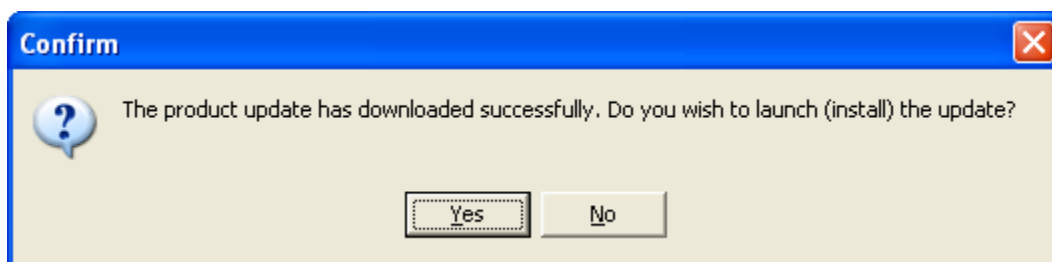 Confirm
The product update has downloaded successfully. Do you wish to launch (install) the update?
Yes
No